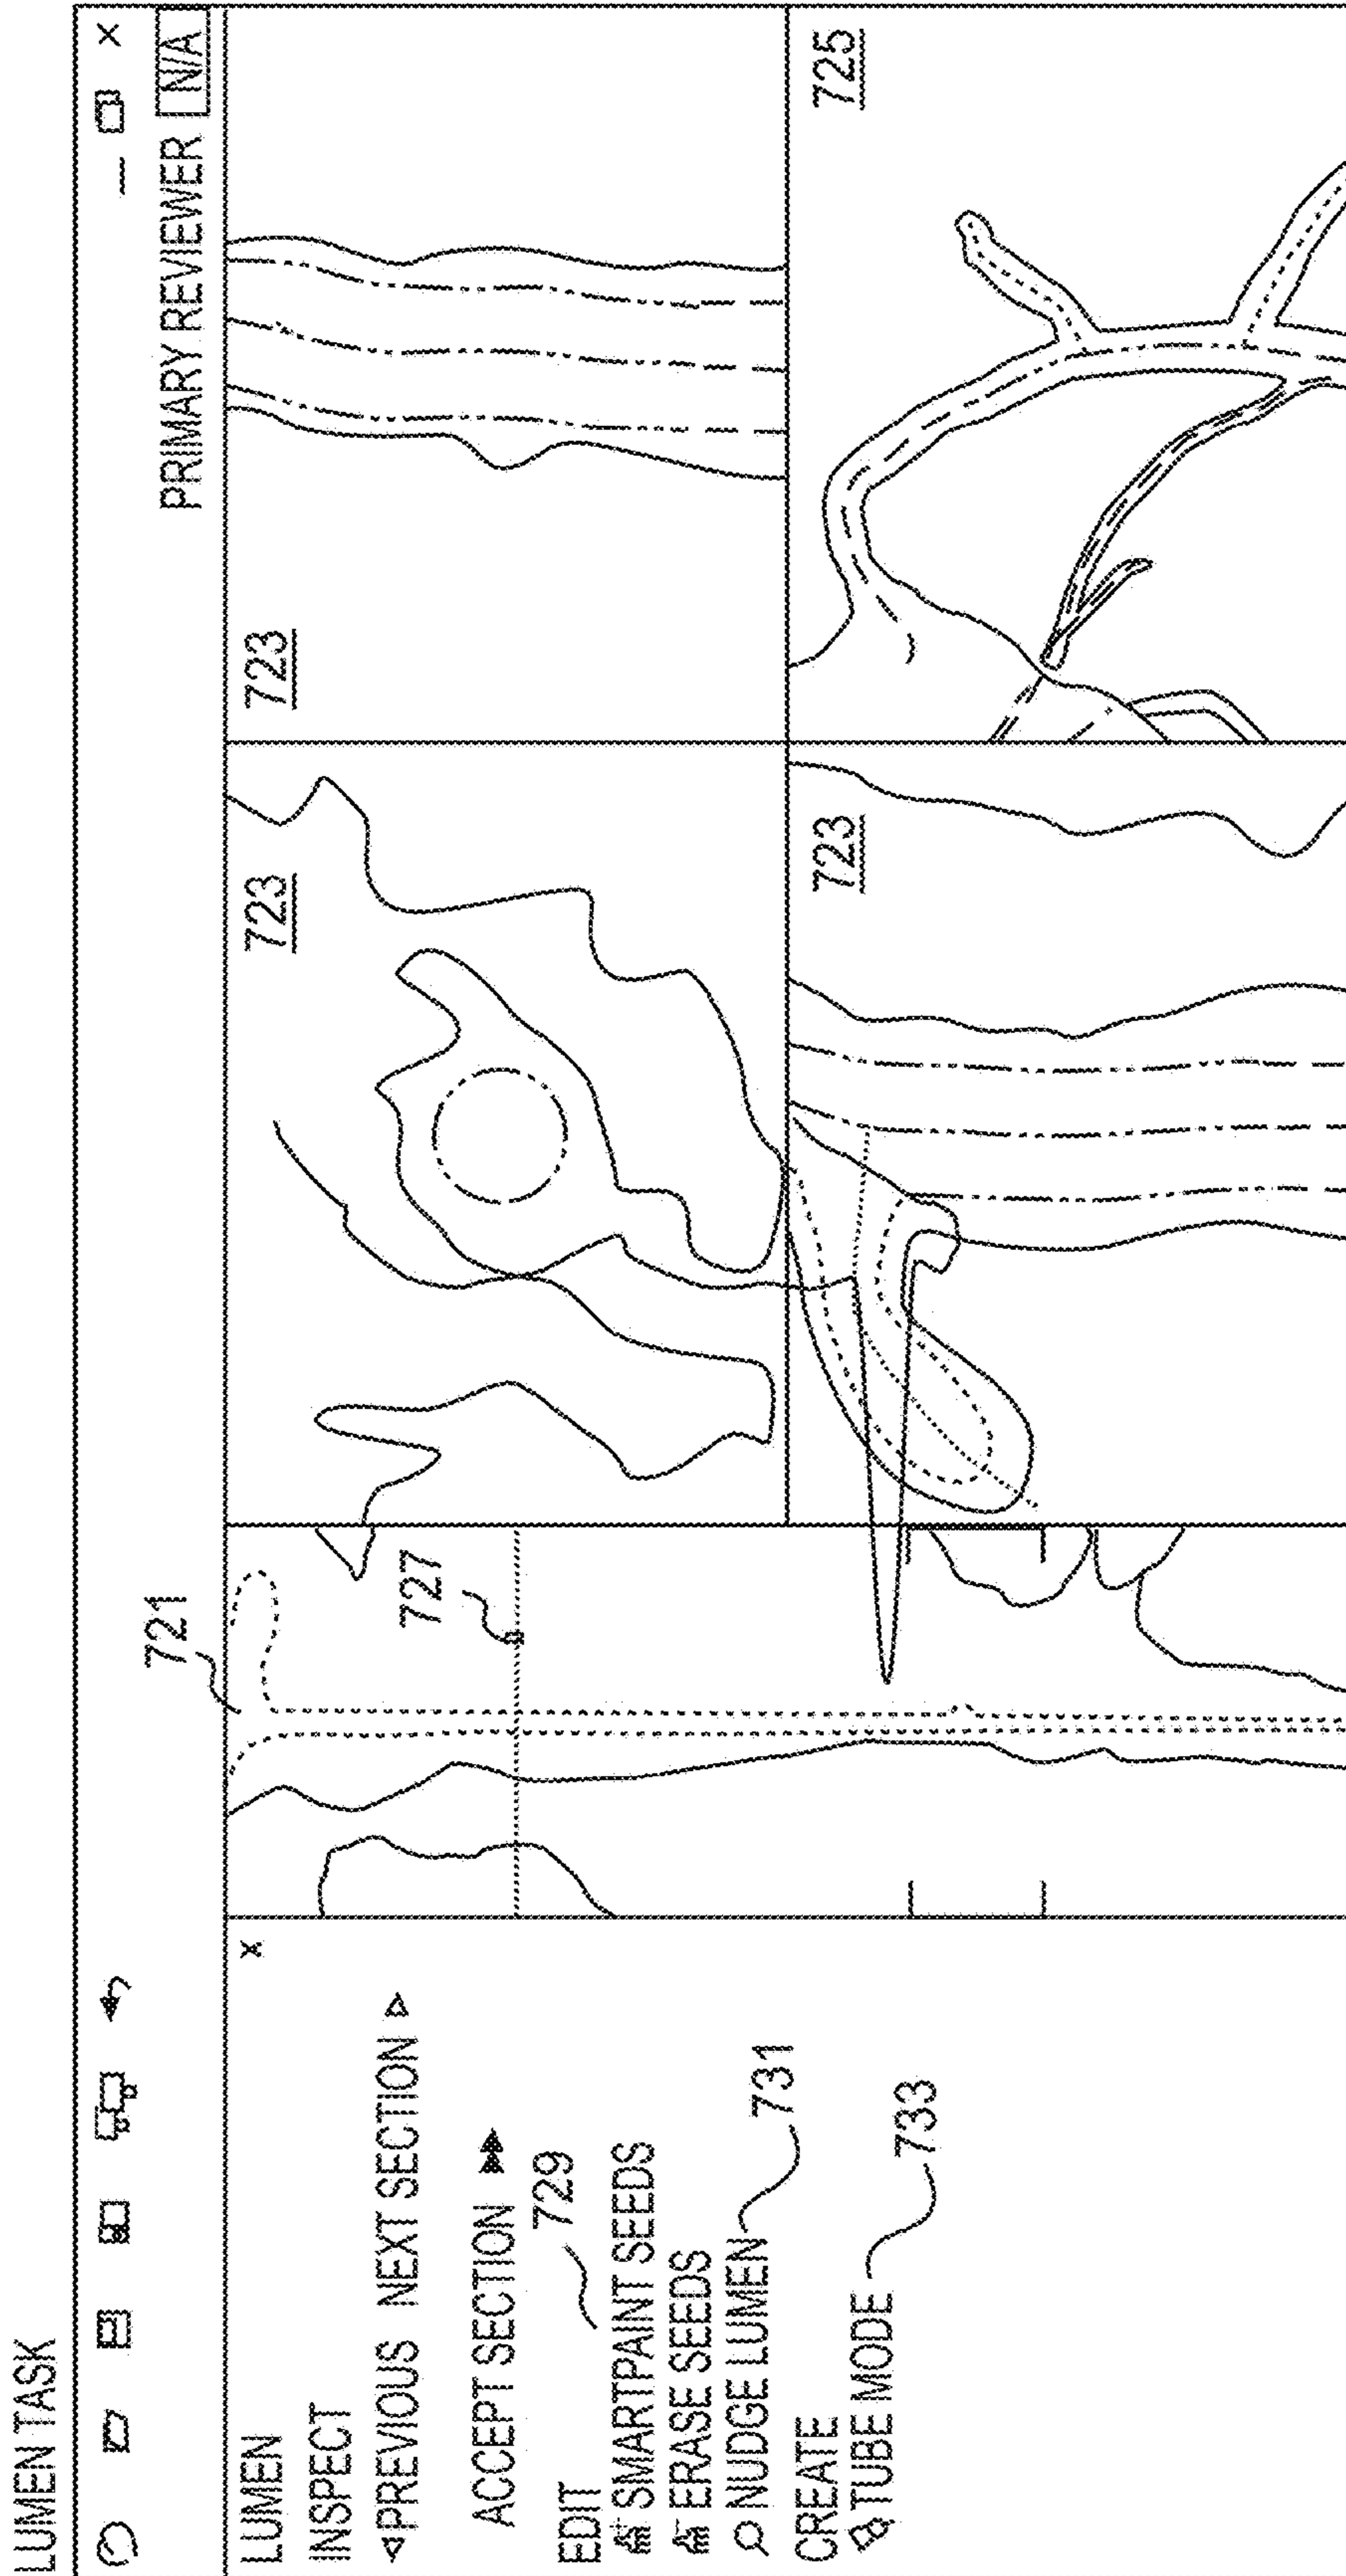 LUMEN TASK
PRIMARY REVIEWER N/A
LUMEN x
INSPECT
PREVIOUS NEXT SECTION
ACCEPT SECTION
EDIT 729
SMARTPAINT SEEDS
ERASE SEEDS
NUDGE LUMEN 731
CREATE
TUBE MODE 733
721
727
723
723
723
725